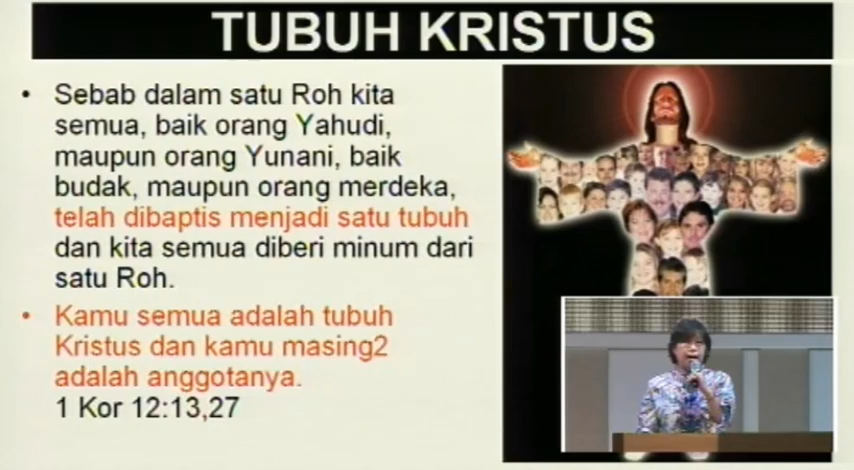 TUBUH KRISTUS
• Sebab dalam satu Roh kita
semua, baik orang Yahudi,
maupun orang Yunani, baik
budak, maupun orang merdeka,
telah dibaptis menjadi satu tubuh
dan kita semua diberi minum dari
satu Roh.
• Kamu semua adalah tubuh
Kristus dan kamu masing2
adalah anggotanya.
1 Kor 12:13,27